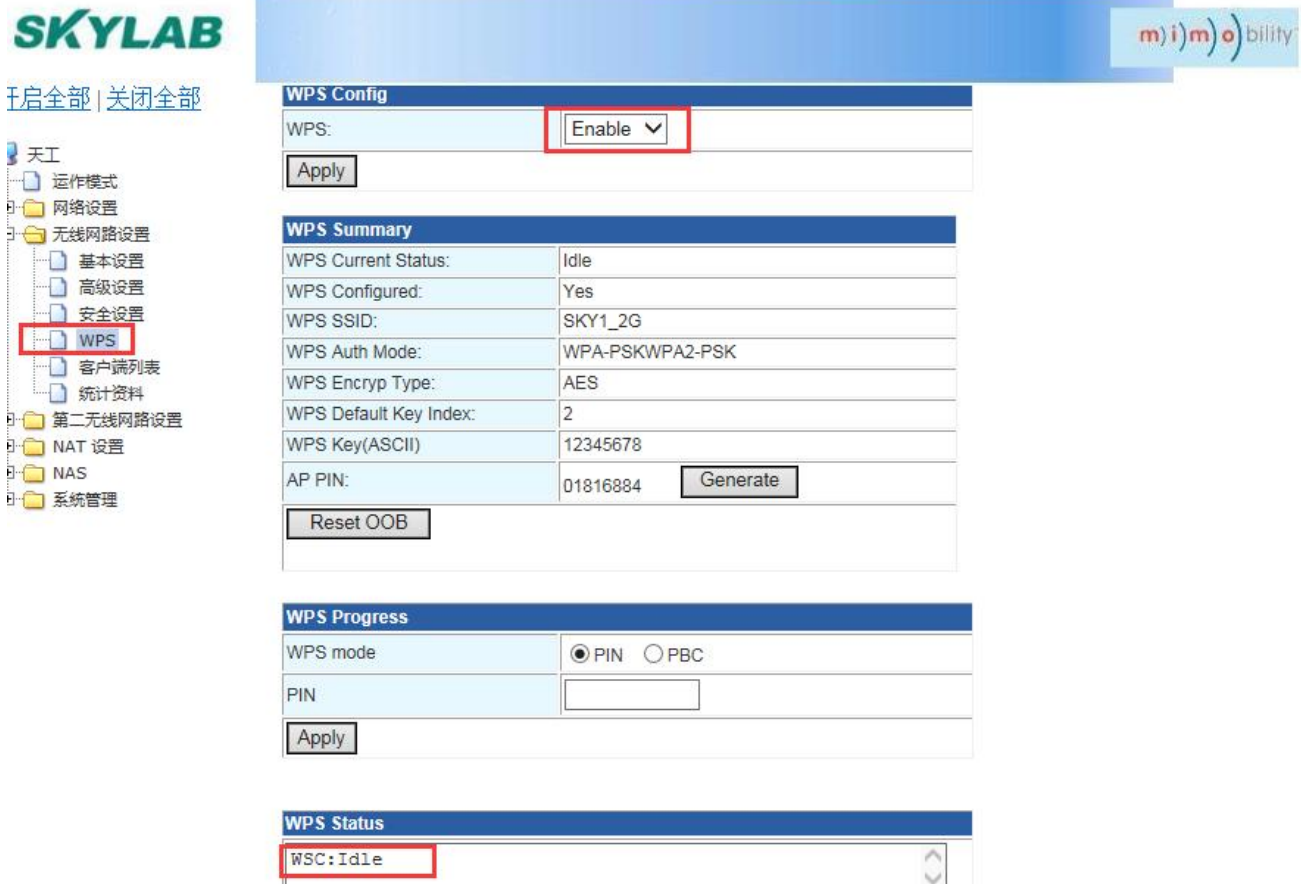 SKYLAB
m)i)m)o)bility
开启全部 | 关闭全部
天工
运作模式
网络设置
无线网路设置
基本设置
高级设置
安全设置
WPS
客户端列表
统计资料
第二无线网路设置
NAT 设置
NAS
系统管理
WPS Config
WPS: Enable
Apply
WPS Summary
WPS Current Status: Idle
WPS Configured: Yes
WPS SSID: SKY1_2G
WPS Auth Mode: WPA-PSKWPA2-PSK
WPS Encryp Type: AES
WPS Default Key Index: 2
WPS Key(ASCII) 12345678
AP PIN: 01816884 Generate
Reset OOB
WPS Progress
WPS mode PIN PBC
PIN
Apply
WPS Status
WSC:Idle